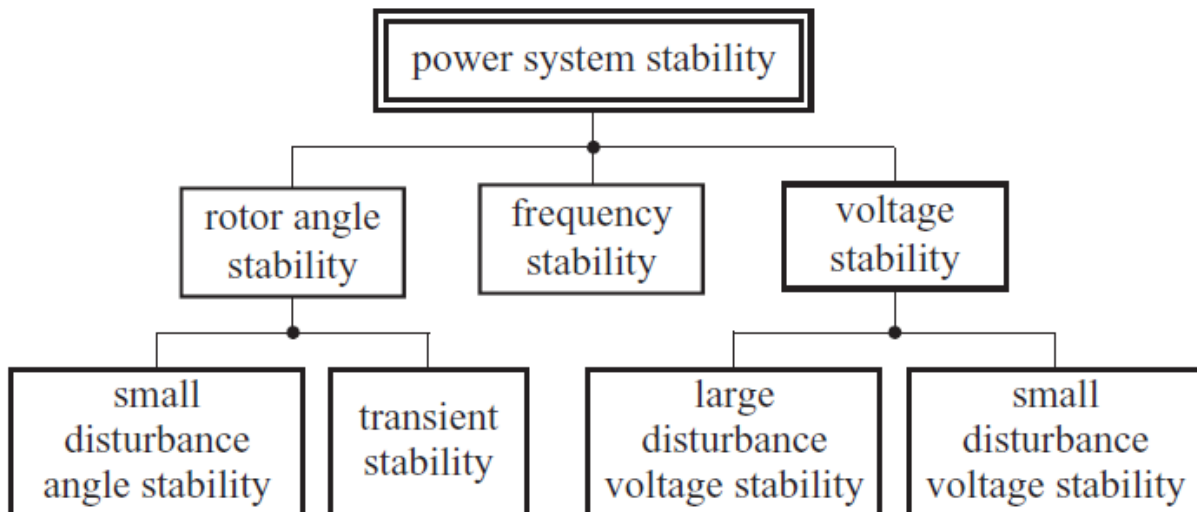 power system stability
rotor angle
stability
frequency
stability
voltage
stability
small
disturbance
angle stability
transient
stability
large
disturbance
voltage stability
small
disturbance
voltage stability